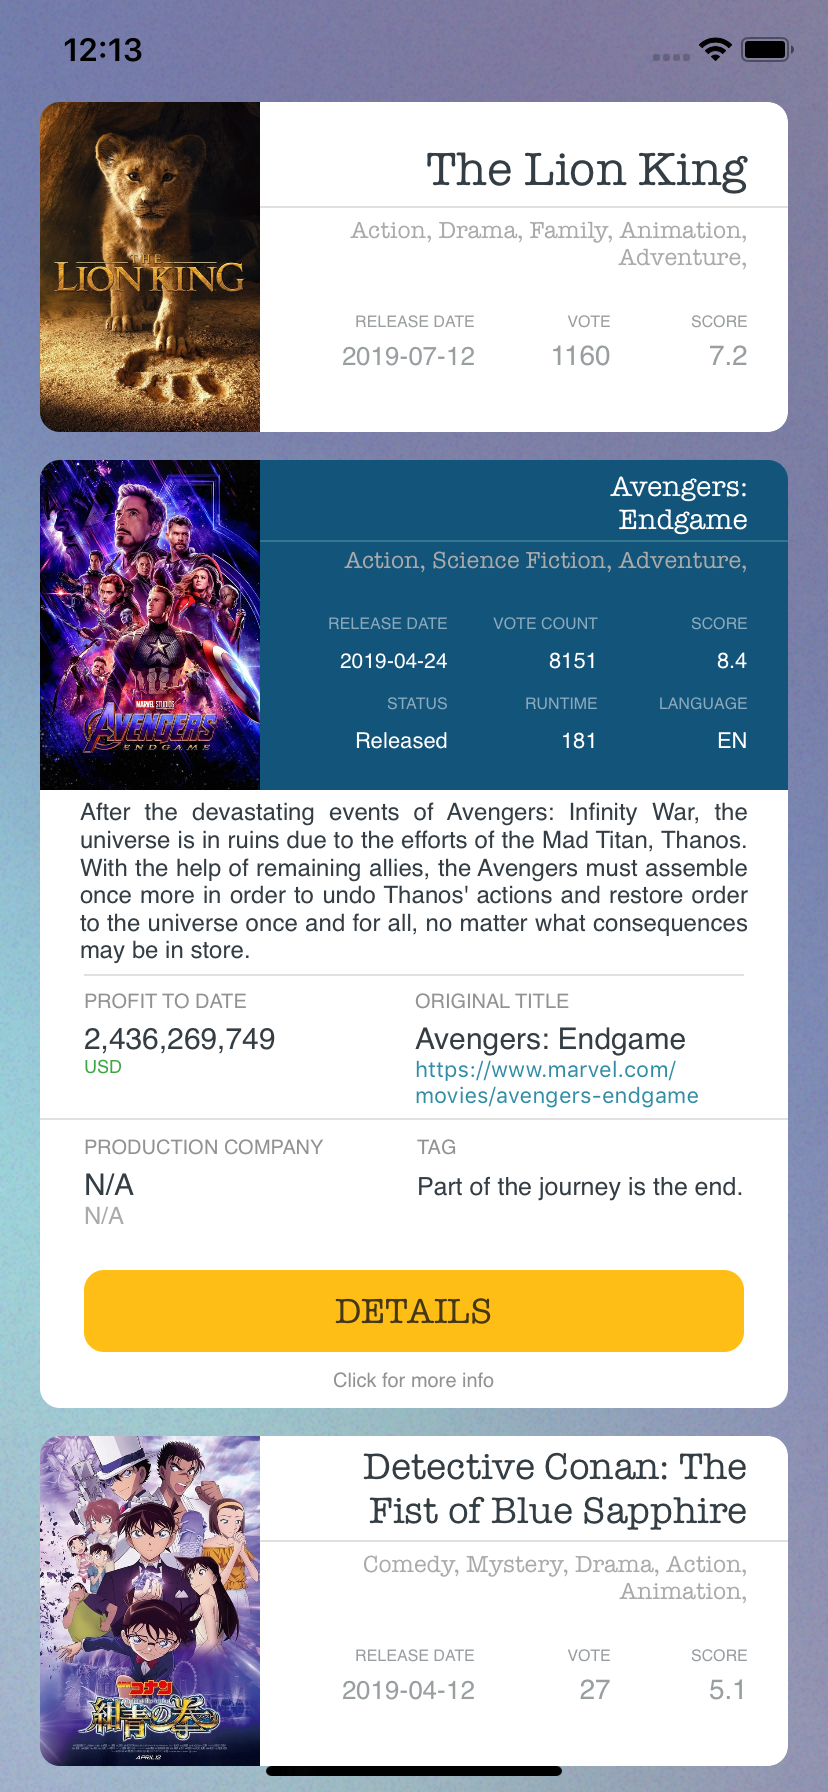 12:13
THE
LION KING
The Lion King
Action, Drama, Family, Animation,
Adventure,
RELEASE DATE VOTE SCORE
2019-07-12 1160 7.2
MARVEL STUDIOS
AVENGERS
ENDGAME
Avengers:
Endgame
Action, Science Fiction, Adventure,
RELEASE DATE VOTE COUNT SCORE
2019-04-24 8151 8.4
STATUS RUNTIME LANGUAGE
Released 181 EN
After the devastating events of Avengers: Infinity War, the
universe is in ruins due to the efforts of the Mad Titan, Thanos.
With the help of remaining allies, the Avengers must assemble
once more in order to undo Thanos' actions and restore order
to the universe once and for all, no matter what consequences
may be in store.
PROFIT TO DATE ORIGINAL TITLE
2,436,269,749 Avengers: Endgame
USD https://www.marvel.com/
movies/avengers-endgame
PRODUCTION COMPANY TAG
N/A Part of the journey is the end.
N/A
DETAILS
Click for more info
コナン
紺青の拳
APRIL 12
Detective Conan: The
Fist of Blue Sapphire
Comedy, Mystery, Drama, Action,
Animation,
RELEASE DATE VOTE SCORE
2019-04-12 27 5.1